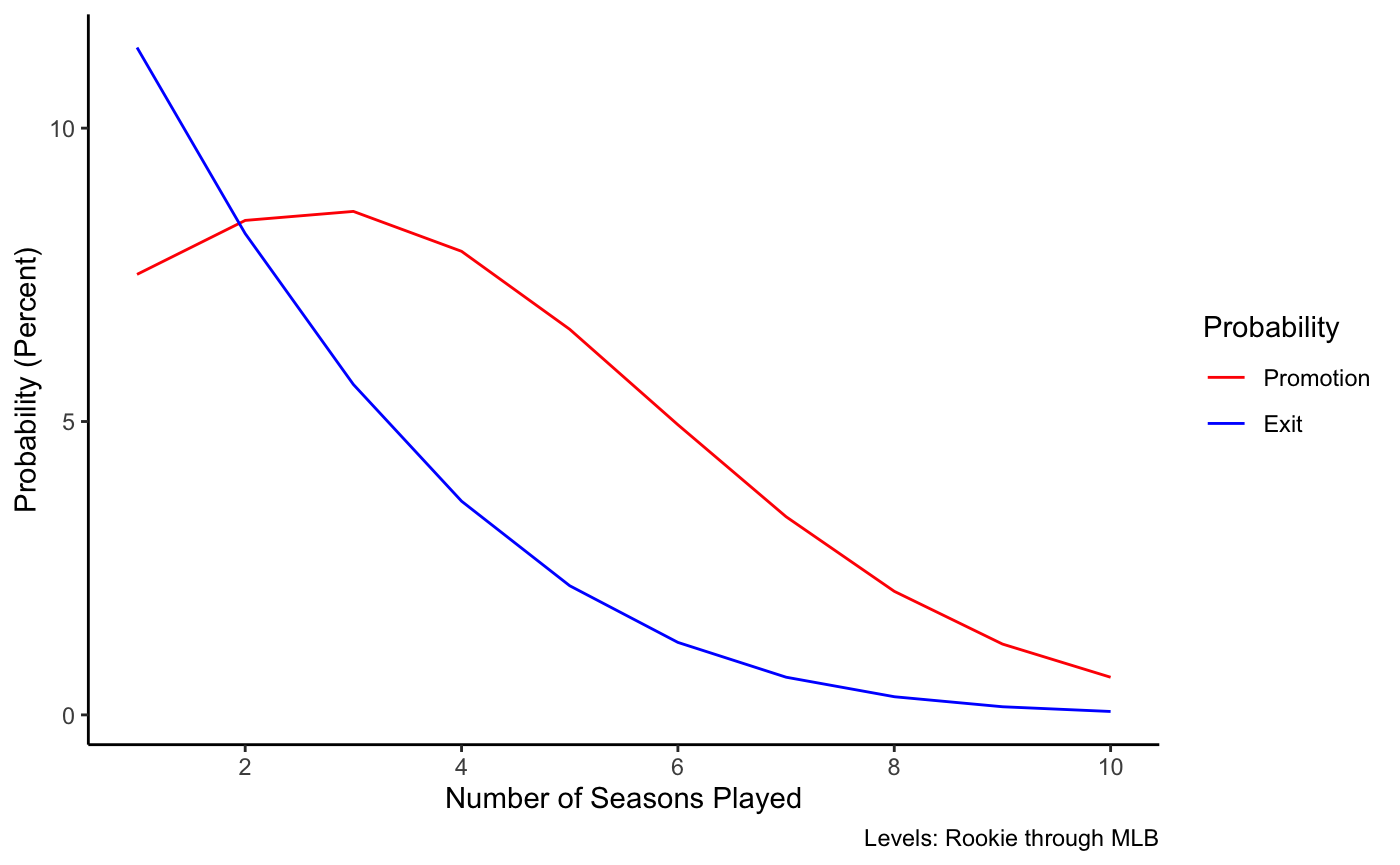 Probability (Percent)
10
5
0
2
4
6
8
10
Number of Seasons Played
Levels: Rookie through MLB
Probability
Promotion
Exit